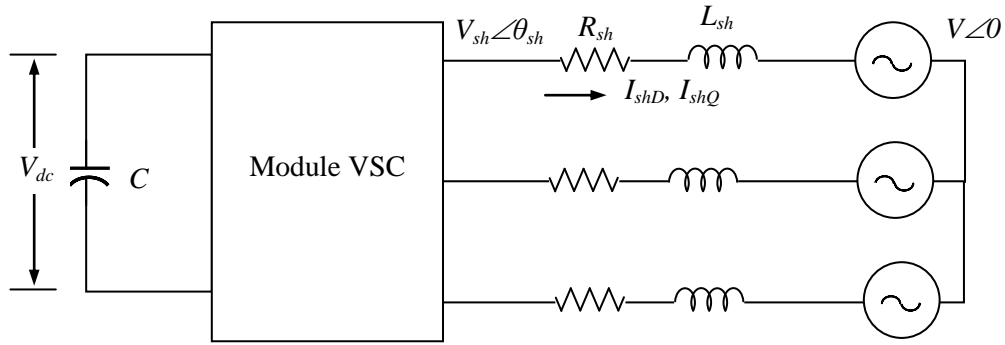 V_sh∠θ_sh R_sh L_sh V∠0
I_shD, I_shQ
V_dc C Module VSC